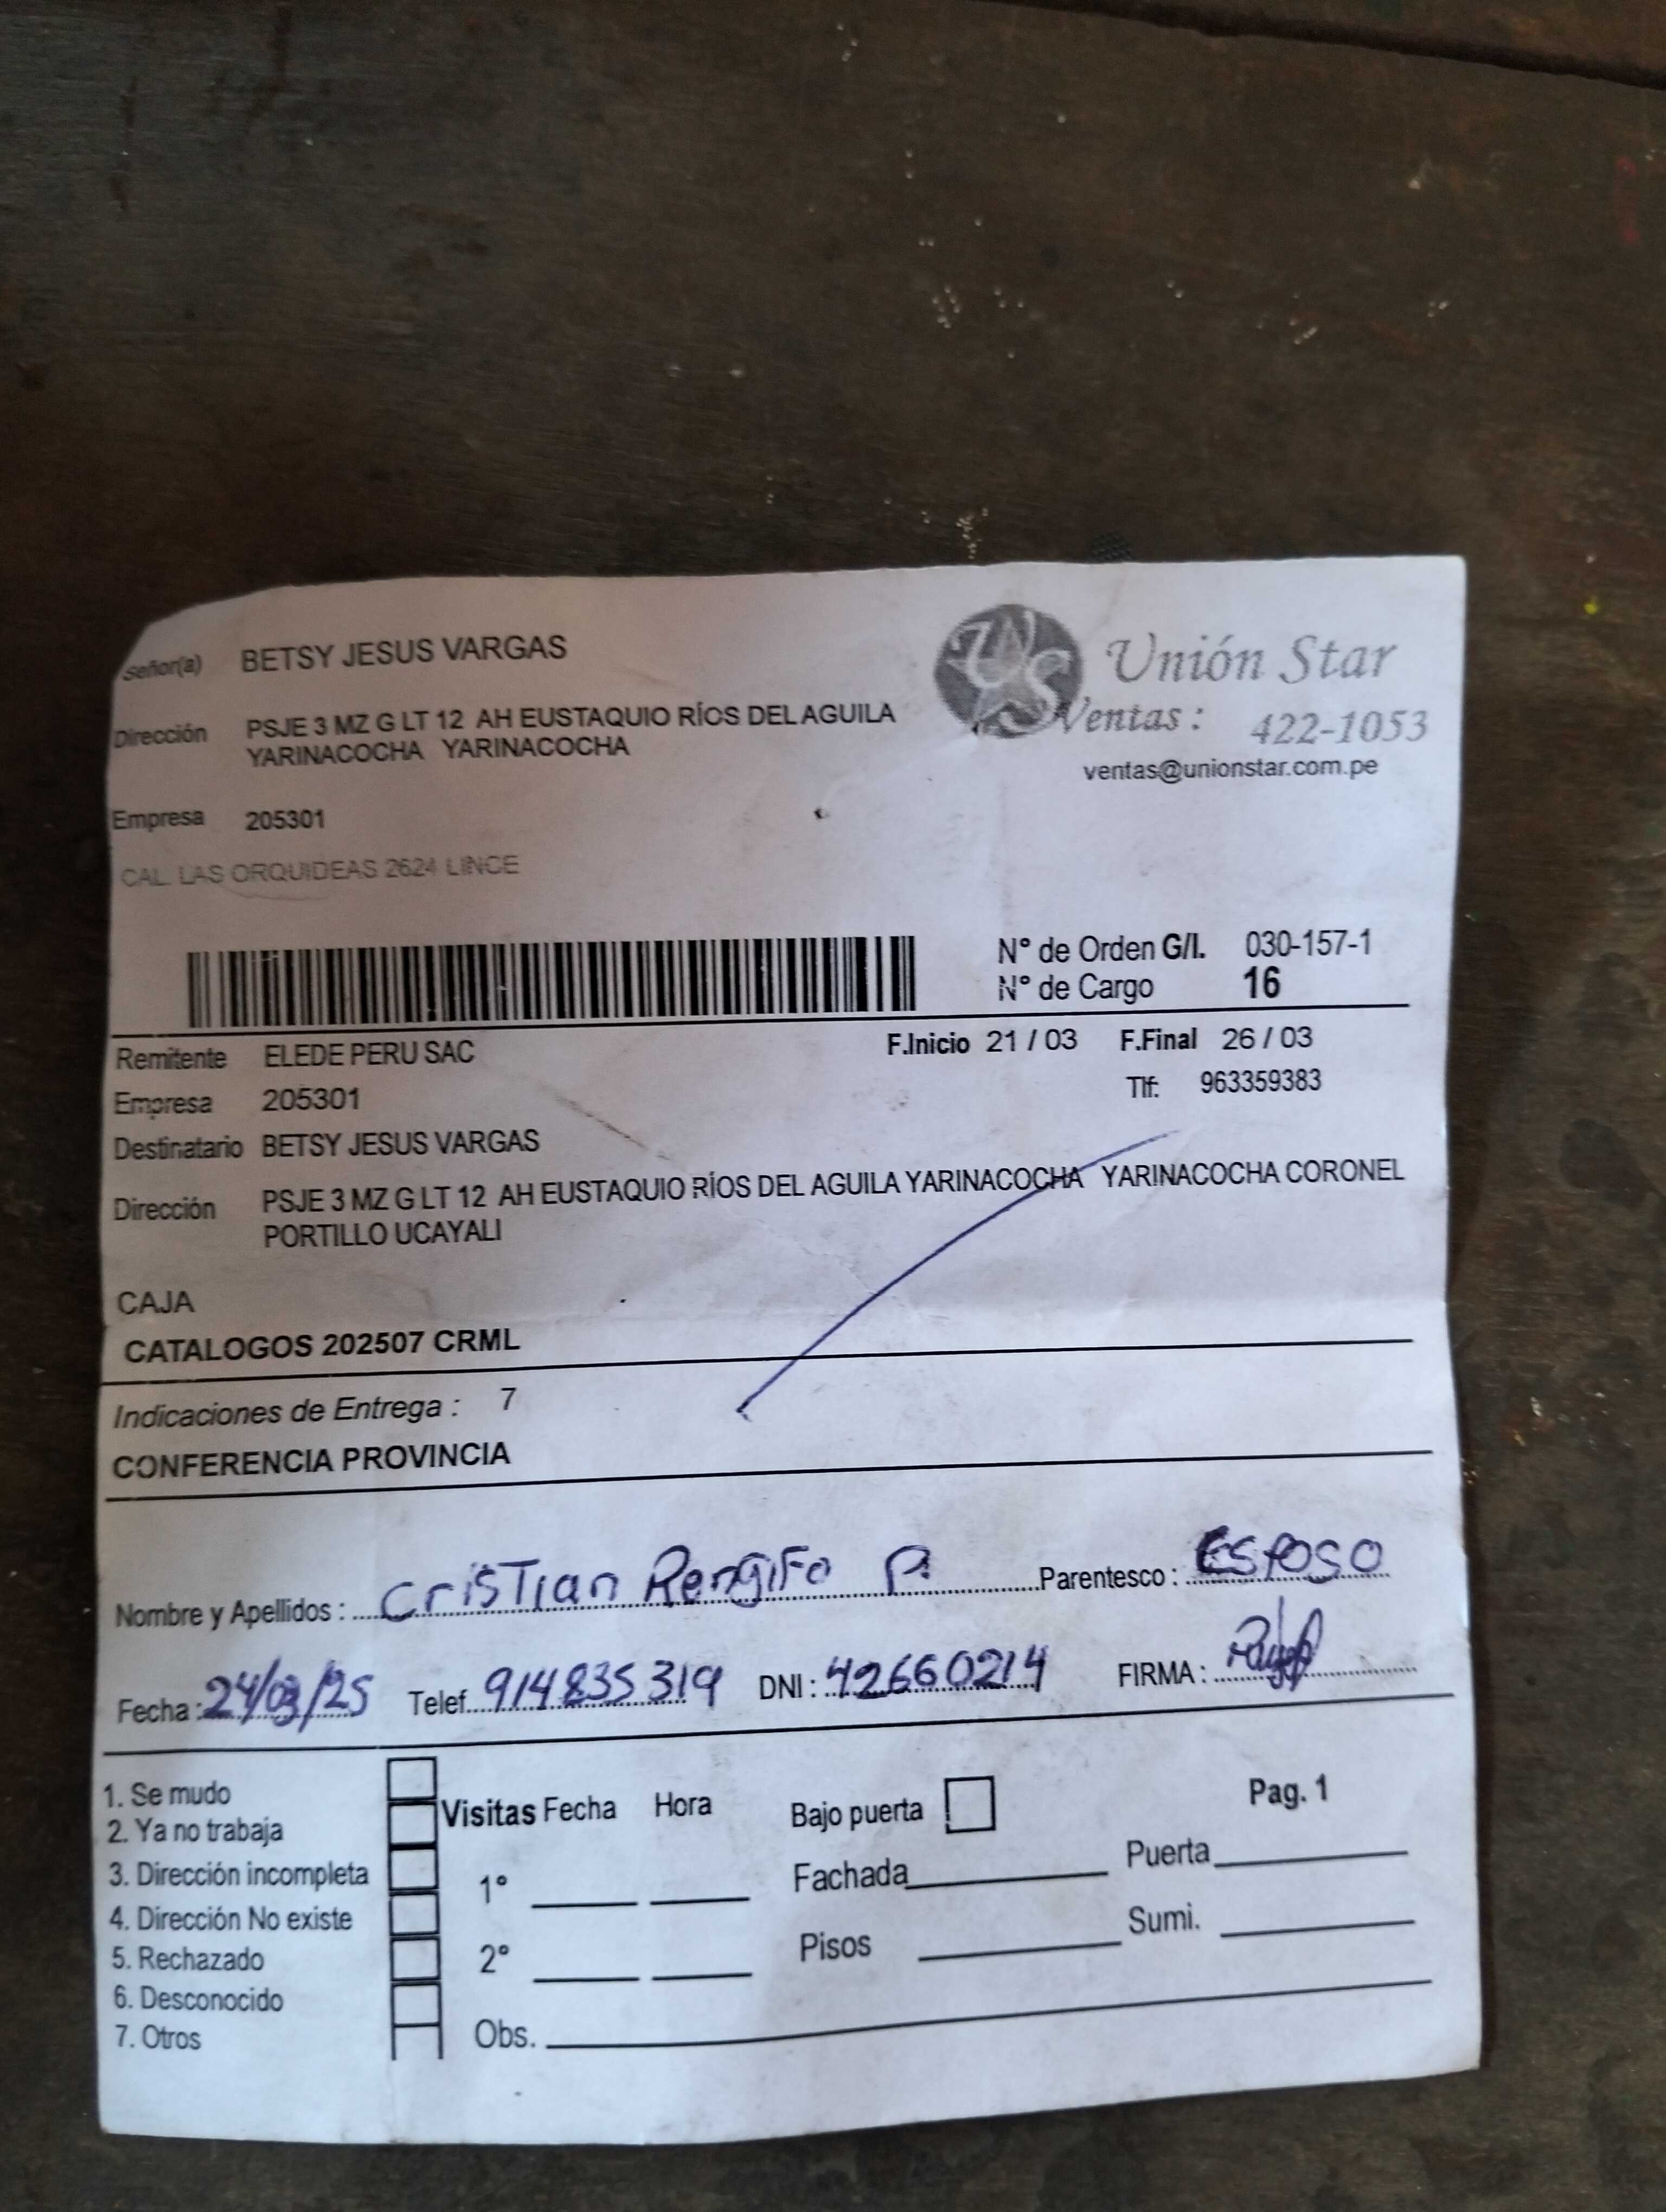 Señor(a) BETSY JESUS VARGAS
Unión Star
Dirección PSJE 3 MZ G LT 12 AH EUSTAQUIO RÍOS DEL AGUILA
YARINACOCHA YARINACOCHA
Ventas : 422-1053
ventas@unionstar.com.pe
Empresa 205301
CAL. LAS ORQUIDEAS 2624 LINCE
N° de Orden G/I. 030-157-1
N° de Cargo 16
Remitente ELEDE PERU SAC F.Inicio 21 / 03 F.Final 26 / 03
Empresa 205301 Tlf: 963359383
Destinatario BETSY JESUS VARGAS
Dirección PSJE 3 MZ G LT 12 AH EUSTAQUIO RÍOS DEL AGUILA YARINACOCHA YARINACOCHA CORONEL
PORTILLO UCAYALI
CAJA
CATALOGOS 202507 CRML
Indicaciones de Entrega : 7
CONFERENCIA PROVINCIA
Nombre y Apellidos : Cristian Rengifo P. Parentesco : Esposo
Fecha : 24/03/25 Telef. 914835319 DNI : 42660214 FIRMA :
1. Se mudo
2. Ya no trabaja
3. Dirección incompleta
4. Dirección No existe
5. Rechazado
6. Desconocido
7. Otros
Visitas Fecha Hora
1°
2°
Obs.
Bajo puerta Pag. 1
Fachada Puerta
Pisos Sumi.